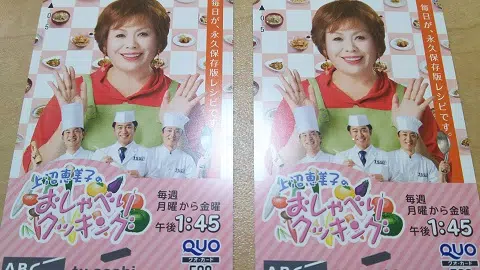 毎日が、永久保存版レシピです。
上沼恵美子の
おしゃべり
クッキング
毎週
月曜から金曜
午後1:45
QUO
クオカード
ABC
tv asahi
500
毎日が、永久保存版レシピです。
上沼恵美子の
おしゃべり
クッキング
毎週
月曜から金曜
午後1:45
QUO
クオカード
ABC
500